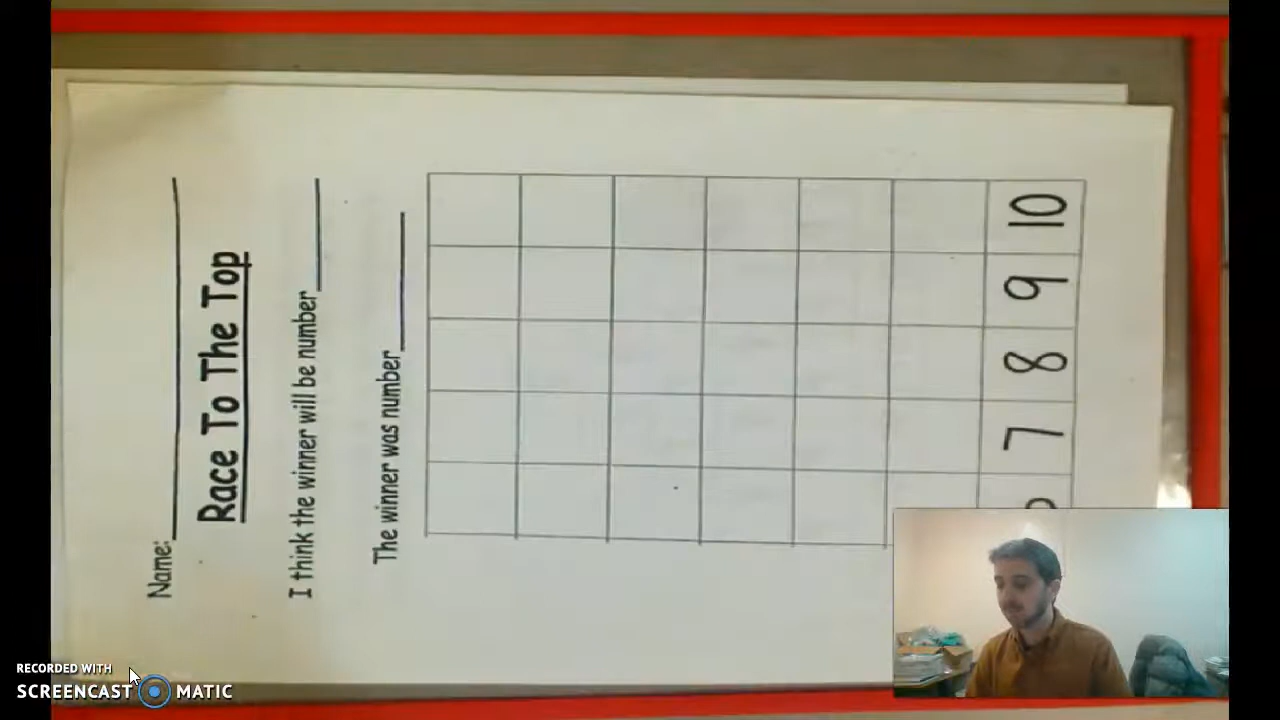 Name:
Race To The Top
I think the winner will be number
The winner was number
7 8 9 10
RECORDED WITH
SCREENCAST MATIC